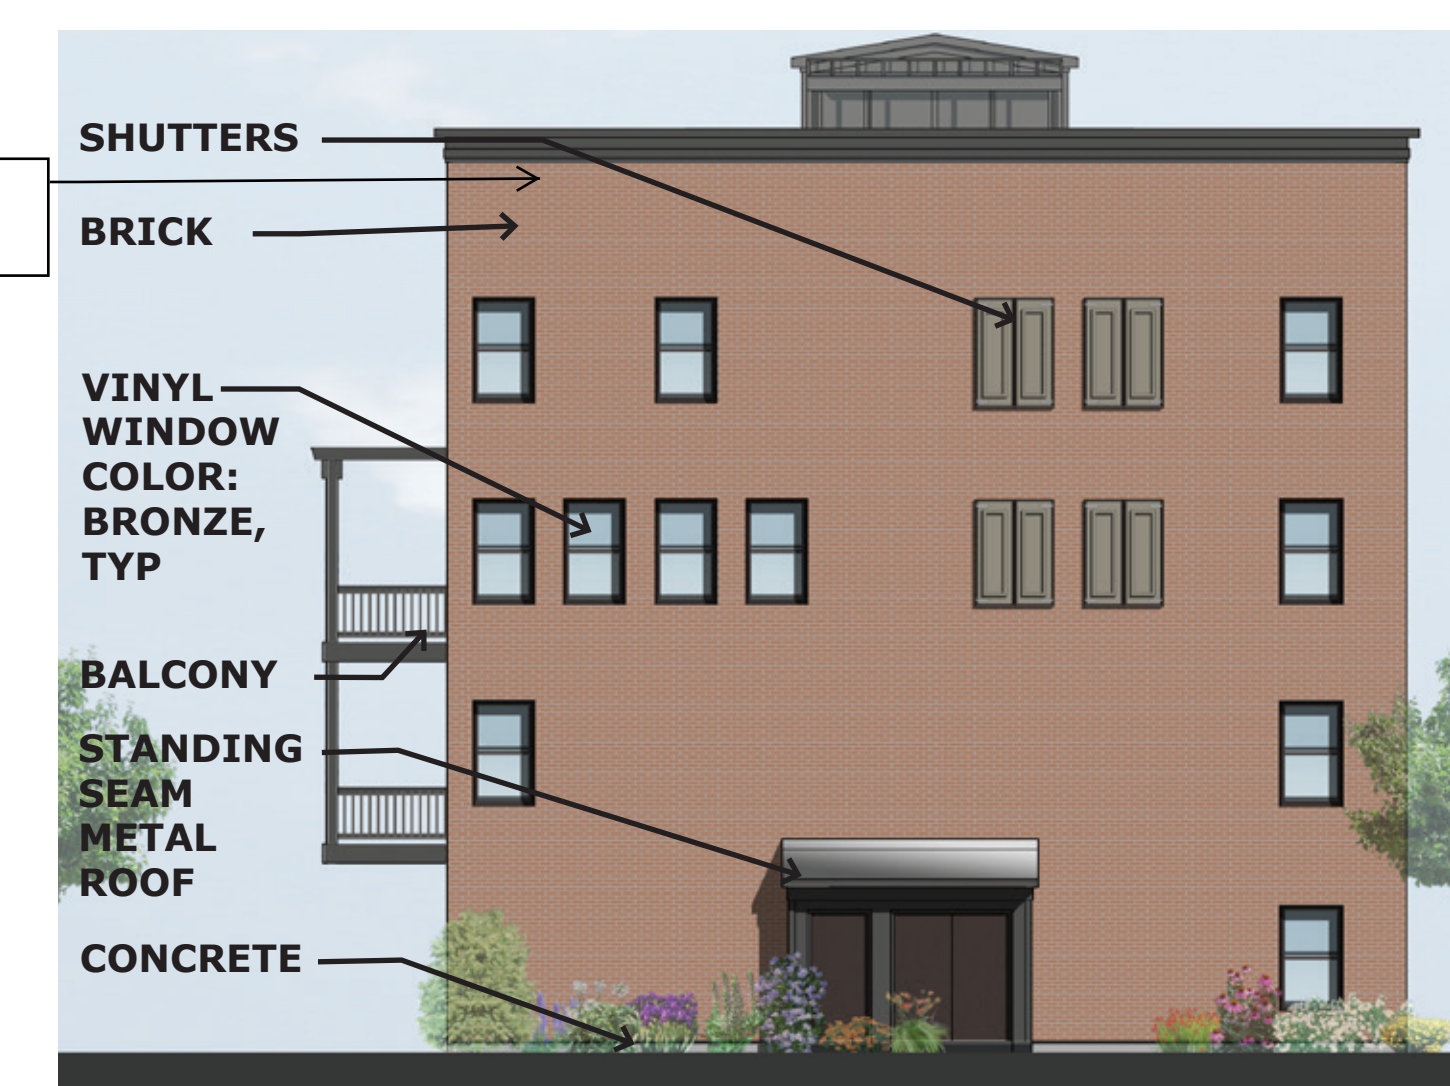 SHUTTERS
BRICK
VINYL
WINDOW
COLOR:
BRONZE,
TYP
BALCONY
STANDING
SEAM
METAL
ROOF
CONCRETE